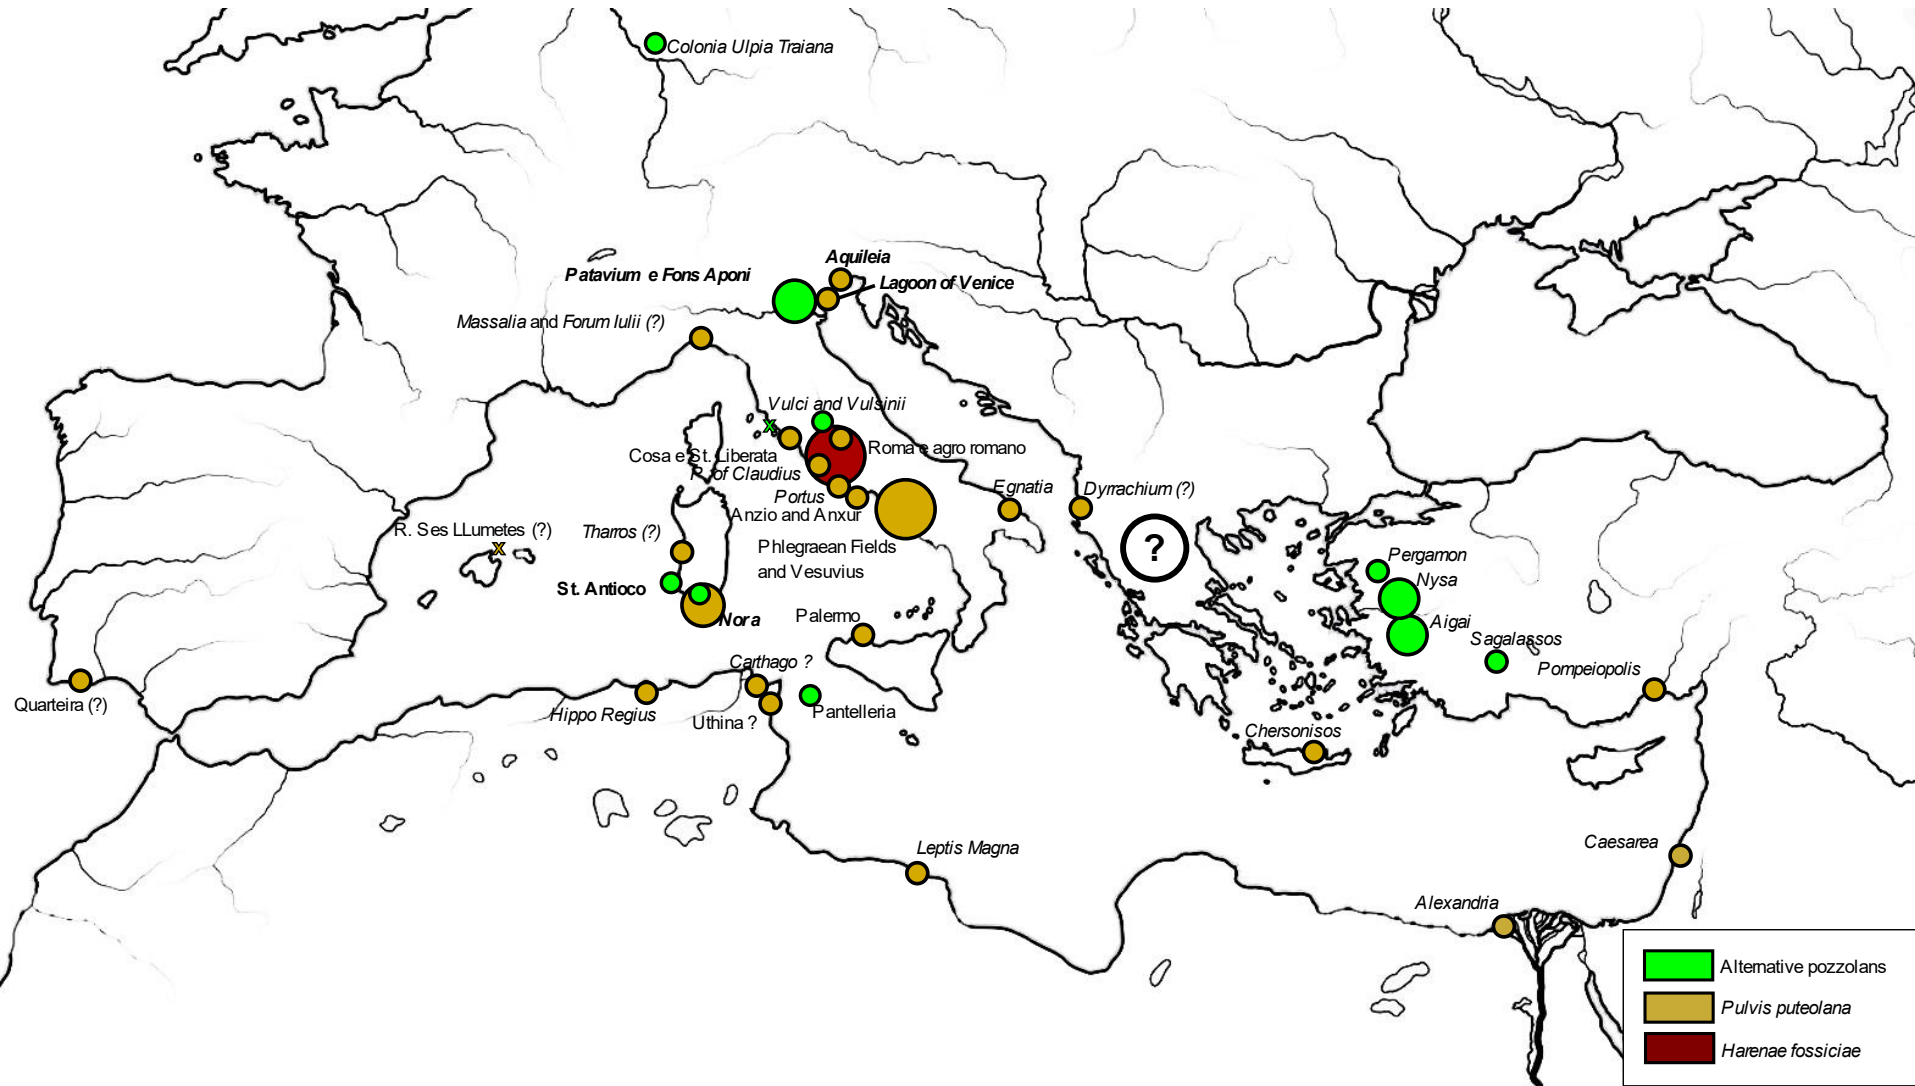 Colonia Ulpia Traiana
Aquileia
Patavium e Fons Aponi
Lagoon of Venice
Massalia and Forum Iulii (?)
Vulci and Vulsinii
x
Roma e agro romano
Cosa e St. Liberata
P. of Claudius
Portus
Anzio and Anxur
Egnatia
Dyrrachium (?)
R. Ses LLumetes (?)
x
Tharros (?)
Phlegraean Fields
and Vesuvius
?
Pergamon
Nysa
St. Antioco
Nora
Palermo
Aigai
Sagalassos
Carthago ?
Pompeiopolis
Quarteira (?)
Hippo Regius
Uthina ?
Pantelleria
Chersonisos
Leptis Magna
Caesarea
Alexandria
Alternative pozzolans
Pulvis puteolana
Harenae fossiciae